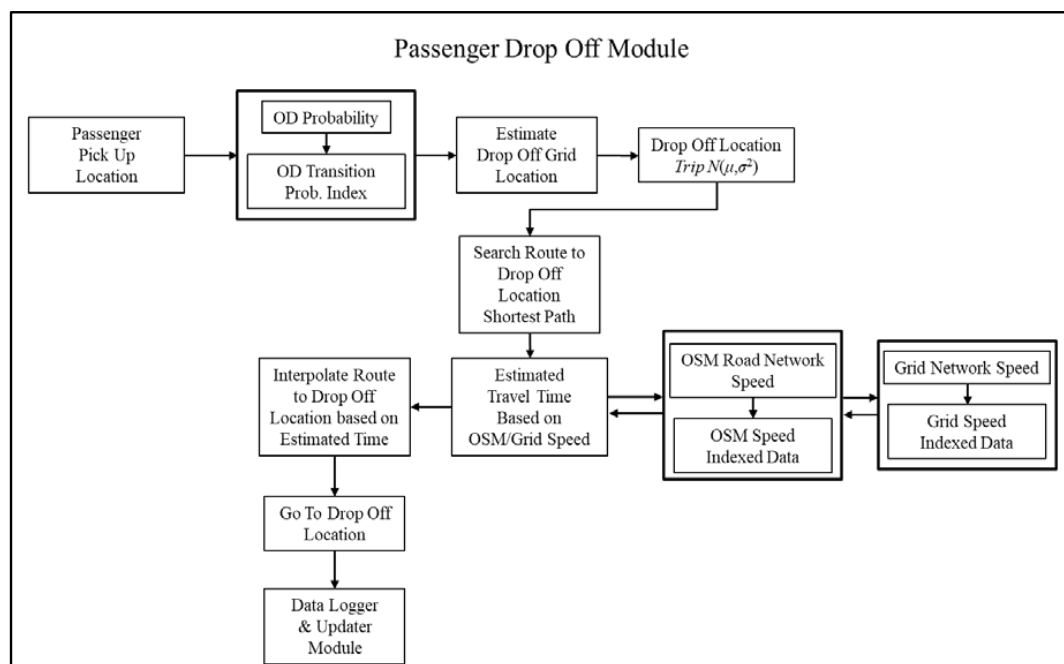 Passenger Drop Off Module
Passenger
Pick Up
Location
OD Probability
OD Transition
Prob. Index
Estimate
Drop Off Grid
Location
Drop Off Location
Trip N(μ,σ²)
Search Route to
Drop Off
Location
Shortest Path
Interpolate Route
to Drop Off
Location based on
Estimated Time
Estimated
Travel Time
Based on
OSM/Grid Speed
OSM Road Network
Speed
OSM Speed
Indexed Data
Grid Network Speed
Grid Speed
Indexed Data
Go To Drop Off
Location
Data Logger
& Updater
Module